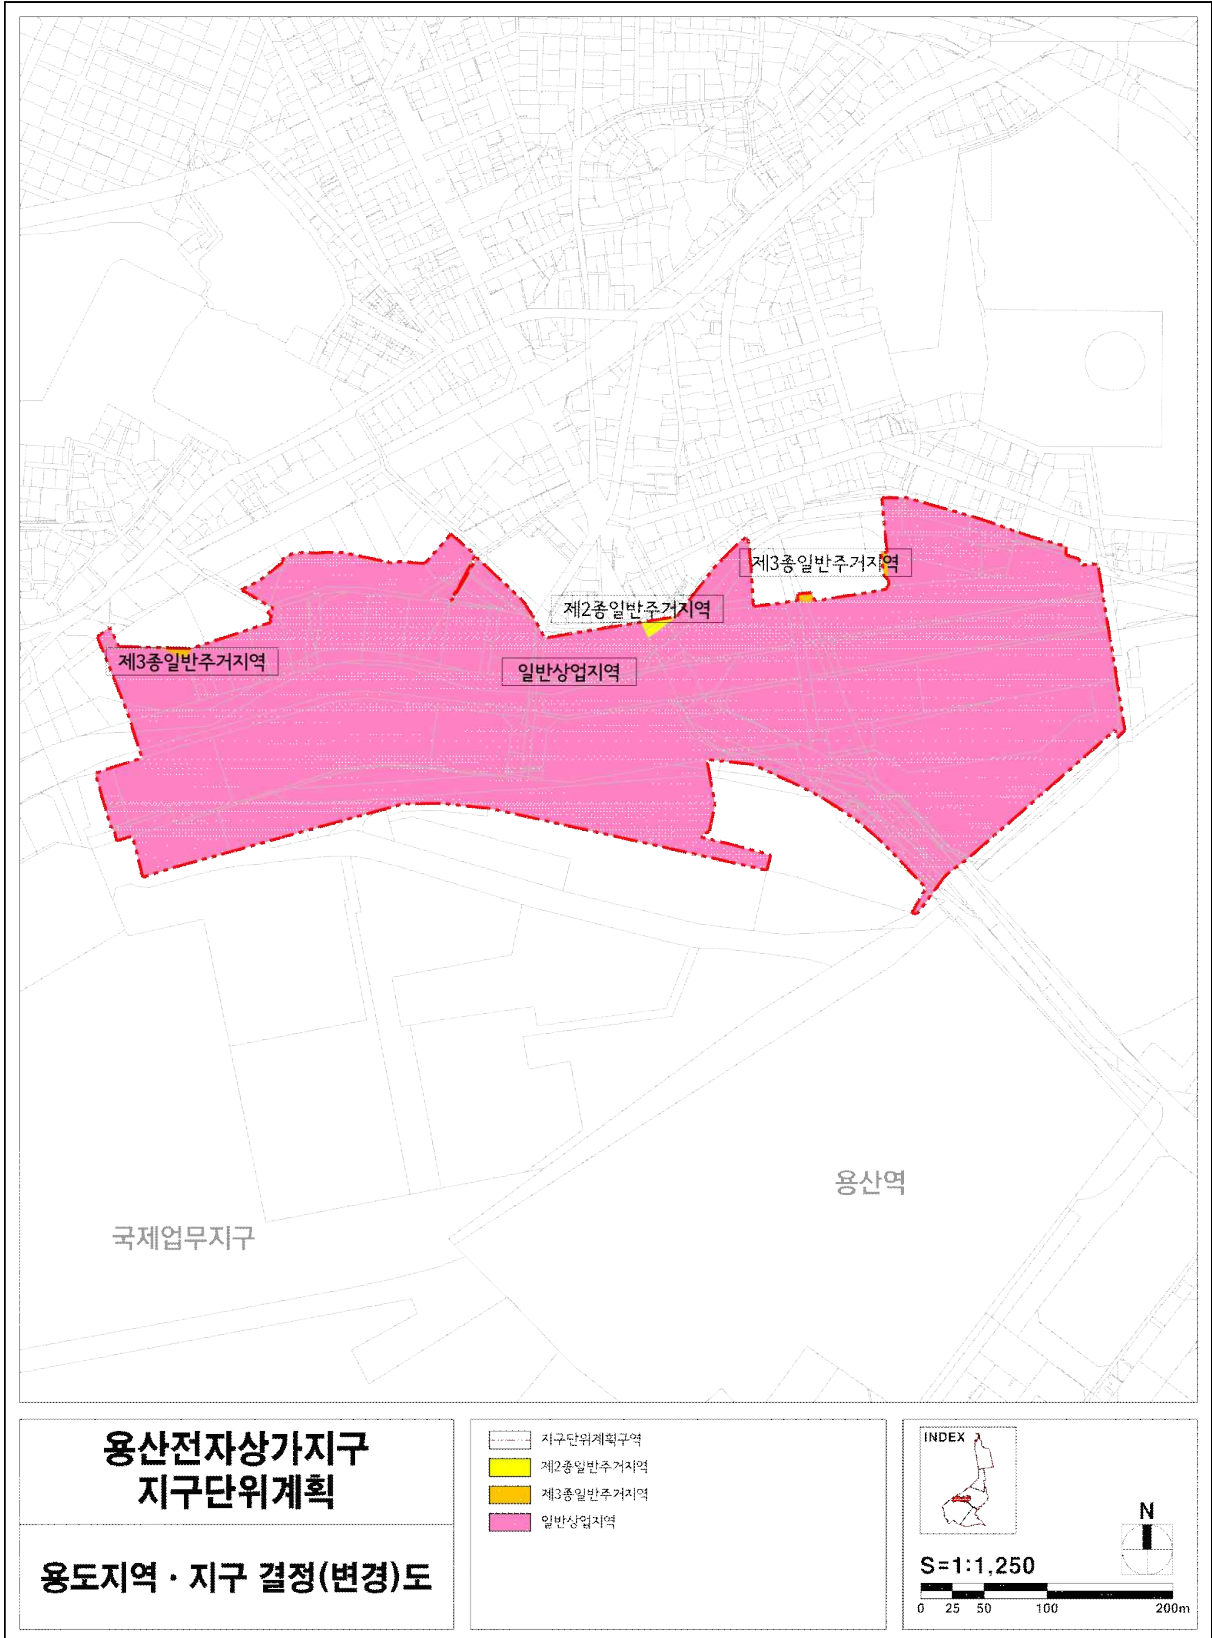 제3종일반주거지역
제2종일반주거지역
제3종일반주거지역
일반상업지역
용산역
국제업무지구
용산전자상가지구
지구단위계획
용도지역 · 지구 결정(변경)도
지구단위계획구역
제2종일반주거지역
제3종일반주거지역
일반상업지역
INDEX
N
S=1:1,250
0 25 50 100 200m